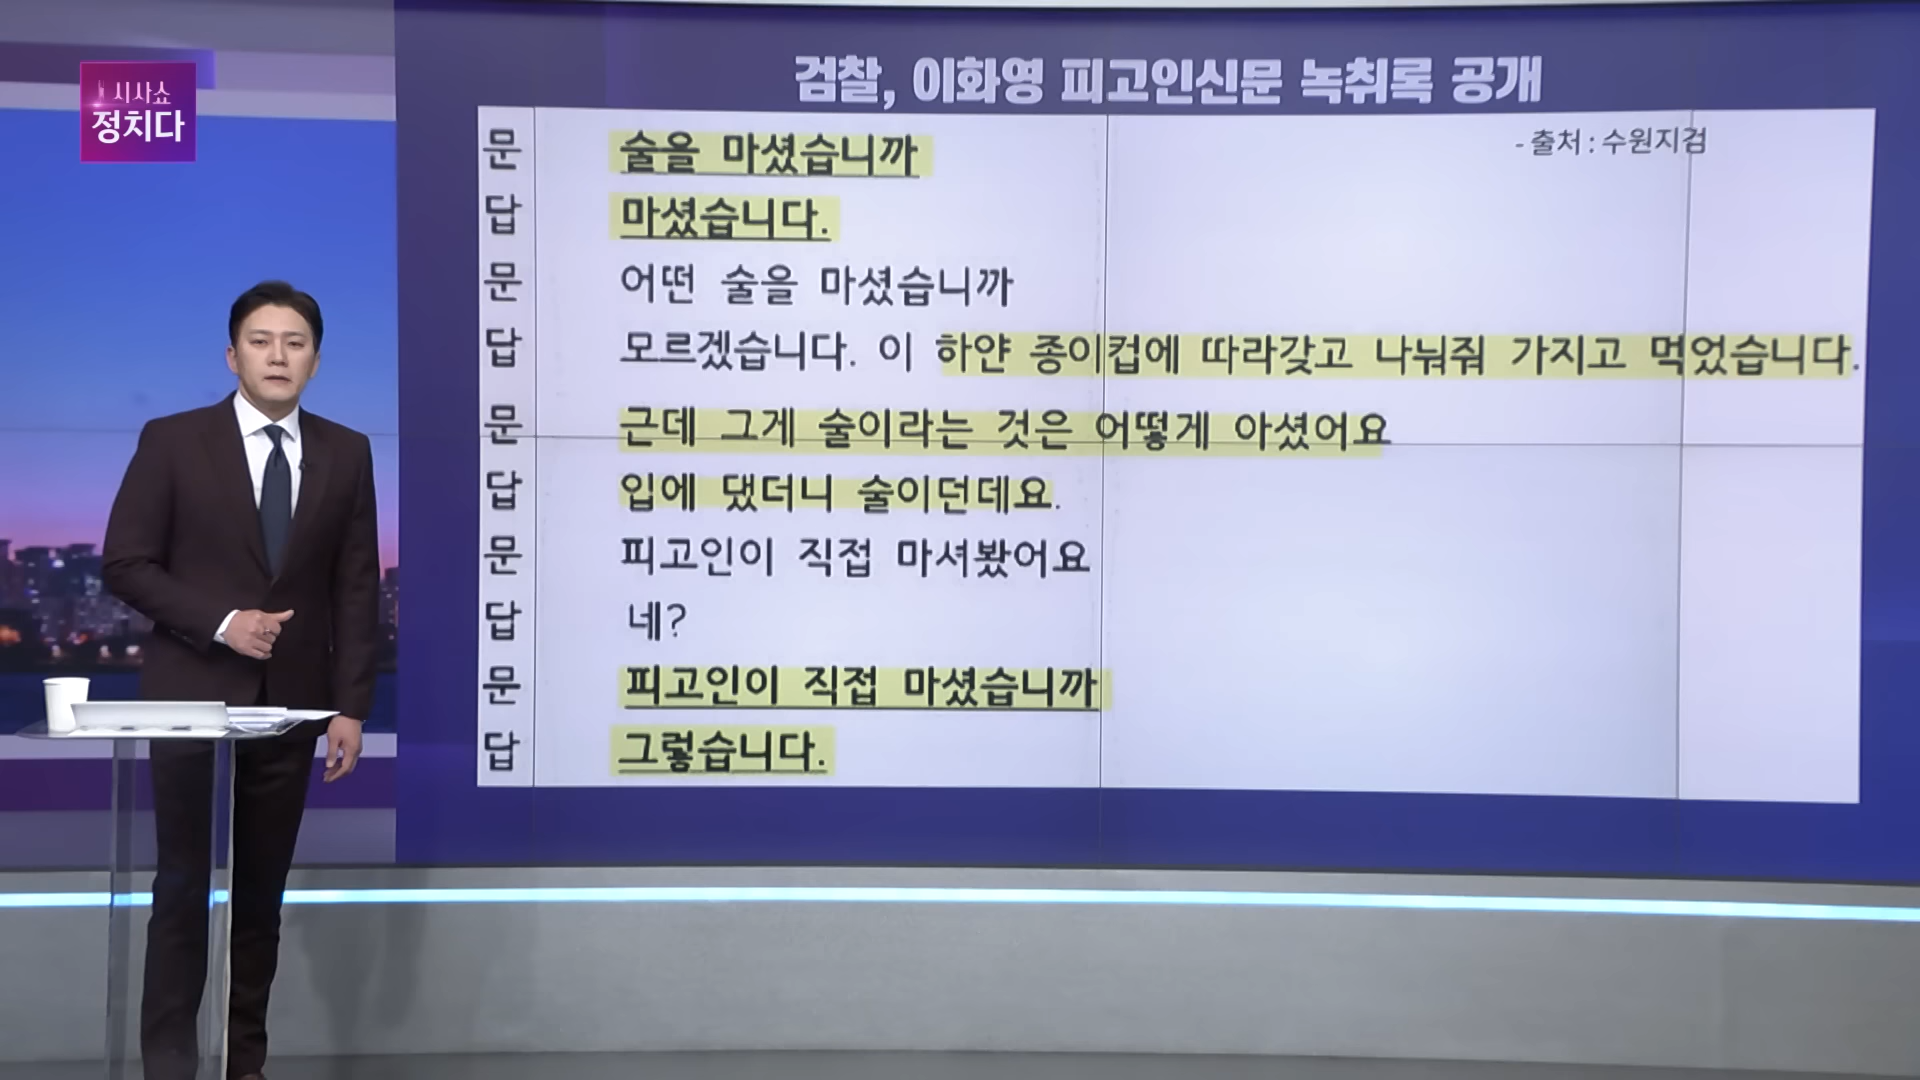 시사쇼
정치다
검찰, 이화영 피고인신문 녹취록 공개
- 출처 : 수원지검
문 술을 마셨습니까
답 마셨습니다.
문 어떤 술을 마셨습니까
답 모르겠습니다. 이 하얀 종이컵에 따라갖고 나눠줘 가지고 먹었습니다.
문 근데 그게 술이라는 것은 어떻게 아셨어요
답 입에 댔더니 술이던데요.
문 피고인이 직접 마셔봤어요
답 네?
문 피고인이 직접 마셨습니까
답 그렇습니다.